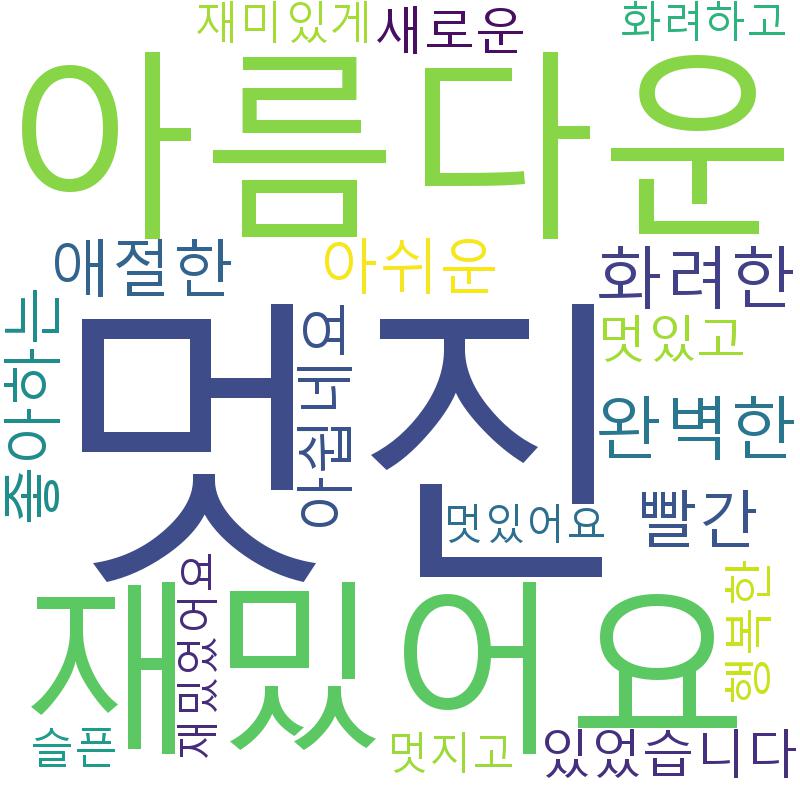 재미있게
새로운
화려하고
아름다운
애절한
아쉬운
화려한
좋아하는
멋진
아쉽네요
멋있고
완벽한
멋있어요
빨간
재밌어요
재밌었어요
행복한
슬픈
멋지고
있었습니다